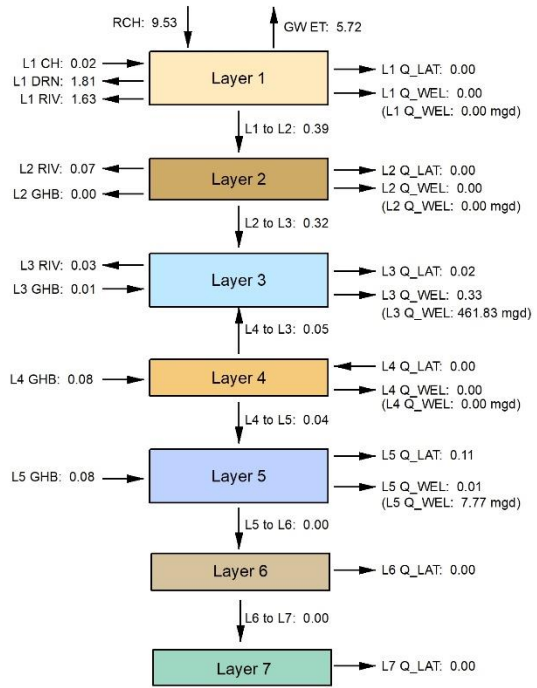 RCH: 9.53
GW ET: 5.72
L1 CH: 0.02
L1 DRN: 1.81
L1 RIV: 1.63
Layer 1
L1 Q_LAT: 0.00
L1 Q_WEL: 0.00
(L1 Q_WEL: 0.00 mgd)
L1 to L2: 0.39
L2 RIV: 0.07
L2 GHB: 0.00
Layer 2
L2 Q_LAT: 0.00
L2 Q_WEL: 0.00
(L2 Q_WEL: 0.00 mgd)
L2 to L3: 0.32
L3 RIV: 0.03
L3 GHB: 0.01
Layer 3
L3 Q_LAT: 0.02
L3 Q_WEL: 0.33
(L3 Q_WEL: 461.83 mgd)
L4 to L3: 0.05
L4 GHB: 0.08
Layer 4
L4 Q_LAT: 0.00
L4 Q_WEL: 0.00
(L4 Q_WEL: 0.00 mgd)
L4 to L5: 0.04
L5 GHB: 0.08
Layer 5
L5 Q_LAT: 0.11
L5 Q_WEL: 0.01
(L5 Q_WEL: 7.77 mgd)
L5 to L6: 0.00
Layer 6
L6 Q_LAT: 0.00
L6 to L7: 0.00
Layer 7
L7 Q_LAT: 0.00